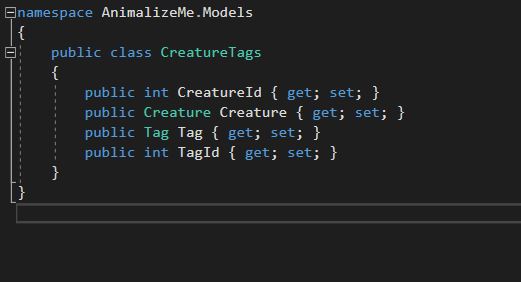 namespace AnimalizeMe.Models
{
public class CreatureTags
{
public int CreatureId { get; set; }
public Creature Creature { get; set; }
public Tag Tag { get; set; }
public int TagId { get; set; }
}
}